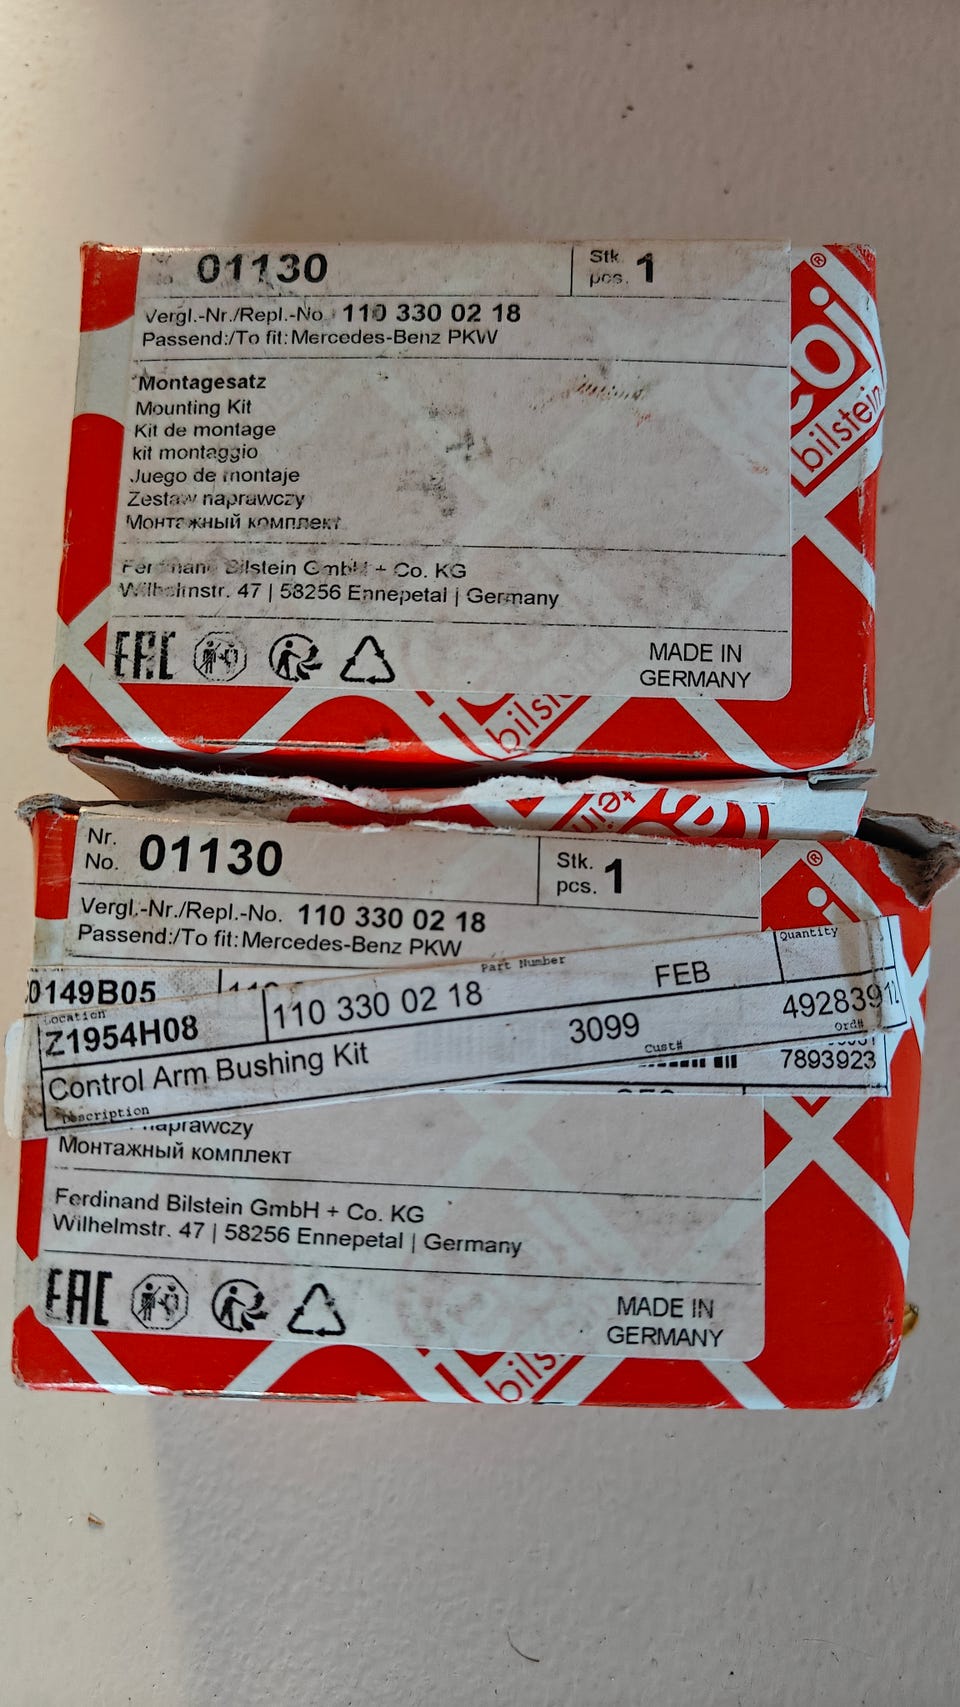 01130
Stk.
pcs. 1
Vergl.-Nr./Repl.-No. 110 330 02 18
Passend:/To fit: Mercedes-Benz PKW
Montagesatz
Mounting Kit
Kit de montage
kit montaggio
Juego de montaje
Zestaw naprawczy
Монтажный комплект
Ferdinand Bilstein GmbH + Co. KG
Wilhelmstr. 47 | 58256 Ennepetal | Germany
EAC
MADE IN
GERMANY
®
bilstein
bilst
Nr.
No. 01130
Stk.
pcs. 1
Vergl.-Nr./Repl.-No. 110 330 02 18
Passend:/To fit: Mercedes-Benz PKW
®
0149B05
Part Number
Quantity
Location
Z1954H08
110 330 02 18
FEB
Control Arm Bushing Kit
3099
Cust#
Ord#
Description
7893923
naprawczy
Монтажный комплект
Ferdinand Bilstein GmbH + Co. KG
Wilhelmstr. 47 | 58256 Ennepetal | Germany
EAC
MADE IN
GERMANY
bils